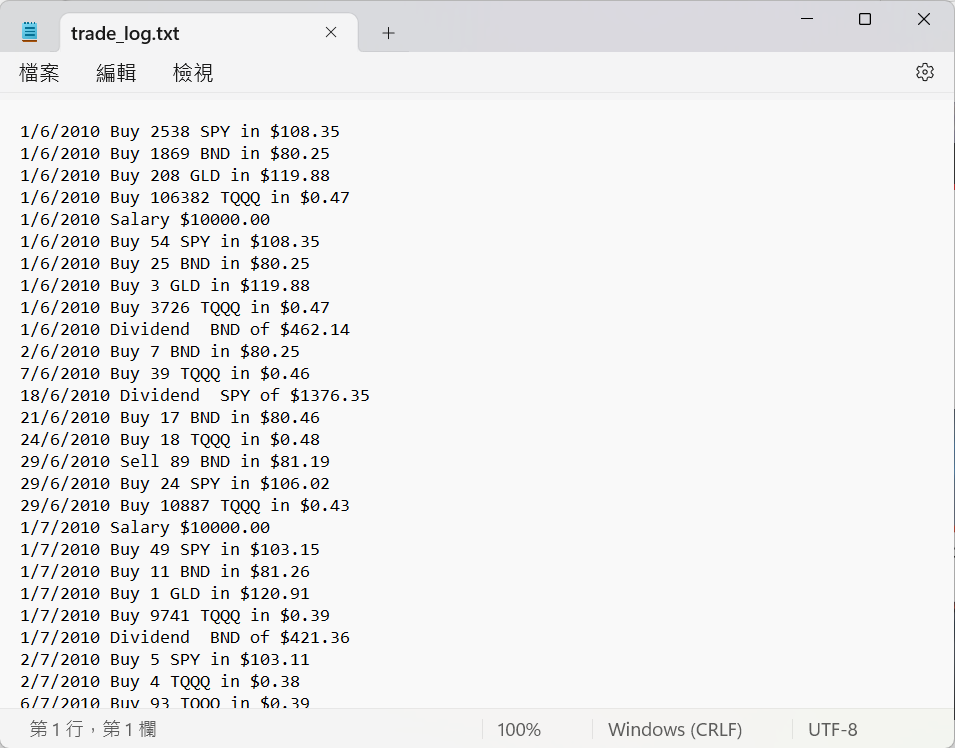 trade_log.txt
檔案 編輯 檢視
1/6/2010 Buy 2538 SPY in $108.35
1/6/2010 Buy 1869 BND in $80.25
1/6/2010 Buy 208 GLD in $119.88
1/6/2010 Buy 106382 TQQQ in $0.47
1/6/2010 Salary $10000.00
1/6/2010 Buy 54 SPY in $108.35
1/6/2010 Buy 25 BND in $80.25
1/6/2010 Buy 3 GLD in $119.88
1/6/2010 Buy 3726 TQQQ in $0.47
1/6/2010 Dividend  BND of $462.14
2/6/2010 Buy 7 BND in $80.25
7/6/2010 Buy 39 TQQQ in $0.46
18/6/2010 Dividend  SPY of $1376.35
21/6/2010 Buy 17 BND in $80.46
24/6/2010 Buy 18 TQQQ in $0.48
29/6/2010 Sell 89 BND in $81.19
29/6/2010 Buy 24 SPY in $106.02
29/6/2010 Buy 10887 TQQQ in $0.43
1/7/2010 Salary $10000.00
1/7/2010 Buy 49 SPY in $103.15
1/7/2010 Buy 11 BND in $81.26
1/7/2010 Buy 1 GLD in $120.91
1/7/2010 Buy 9741 TQQQ in $0.39
1/7/2010 Dividend  BND of $421.36
2/7/2010 Buy 5 SPY in $103.11
2/7/2010 Buy 4 TQQQ in $0.38
6/7/2010 Buy 93 TQQQ in $0.39
第 1 行，第 1 欄 100% Windows (CRLF) UTF-8